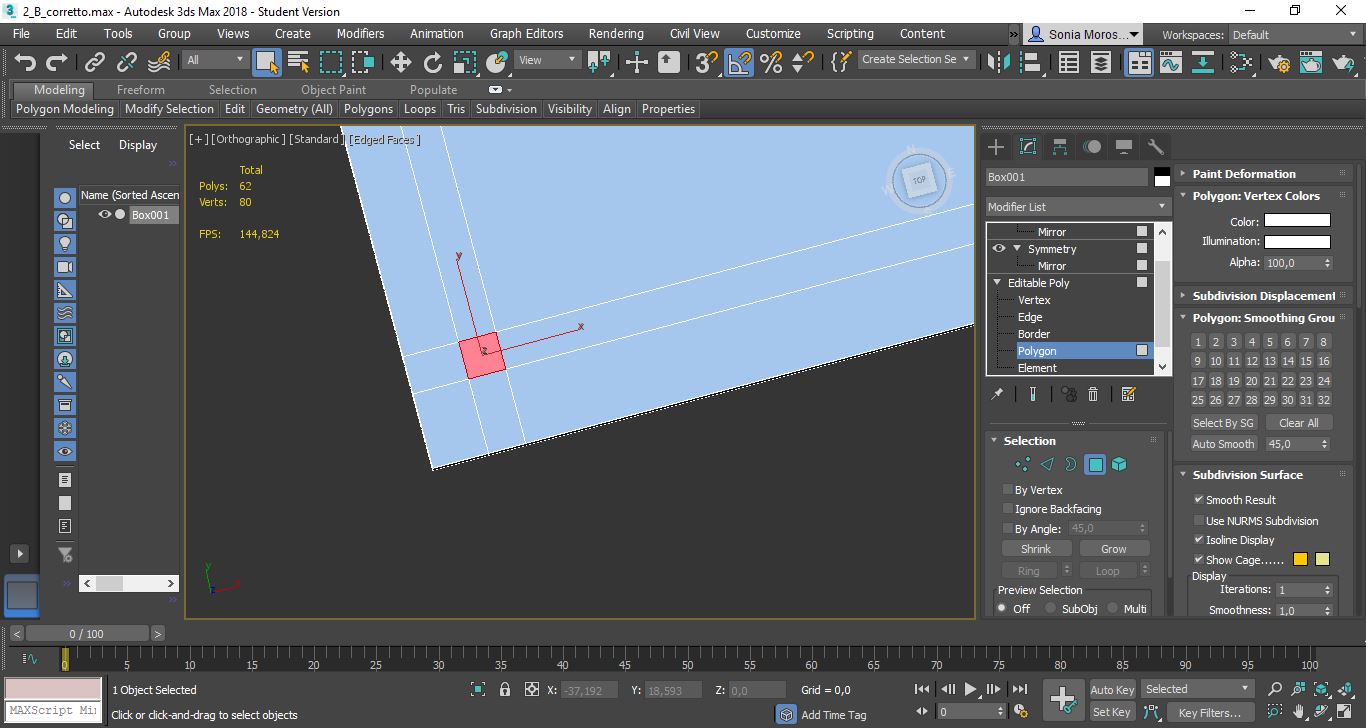 2_B_corretto.max - Autodesk 3ds Max 2018 - Student Version
File Edit Tools Group Views Create Modifiers Animation Graph Editors Rendering Civil View Customize Scripting Content » Sonia Moros... Workspaces: Default
All View 3 Create Selection Se
Modeling Freeform Selection Object Paint Populate
Polygon Modeling Modify Selection Edit Geometry (All) Polygons Loops Tris Subdivision Visibility Align Properties
Select Display
»
Name (Sorted Ascen
Box001
»
»
[+] [Orthographic] [Standard] [Edged Faces]
Total
Polys: 62
Verts: 80
FPS: 144,824
y
x
z
N
W
TOP
Box001
Modifier List
Mirror
Symmetry
Mirror
Editable Poly
Vertex
Edge
Border
Polygon
Element
Selection
By Vertex
Ignore Backfacing
By Angle: 45,0
Shrink Grow
Ring Loop
Preview Selection
Off SubObj Multi
Paint Deformation
Polygon: Vertex Colors
Color:
Illumination:
Alpha: 100,0
Subdivision Displacement
Polygon: Smoothing Grou
1 2 3 4 5 6 7 8
9 10 11 12 13 14 15 16
17 18 19 20 21 22 23 24
25 26 27 28 29 30 31 32
Select By SG Clear All
Auto Smooth 45,0
Subdivision Surface
Smooth Result
Use NURMS Subdivision
Isoline Display
Show Cage......
Display
Iterations: 1
Smoothness: 1,0
< 0 / 100 >
0 5 10 15 20 25 30 35 40 45 50 55 60 65 70 75 80 85 90 95 100
MAXScript Mi
1 Object Selected
Click or click-and-drag to select objects
X: -37,192 Y: 18,593 Z: 0,0 Grid = 0,0
Add Time Tag
0
Auto Key Selected
Set Key Key Filters...